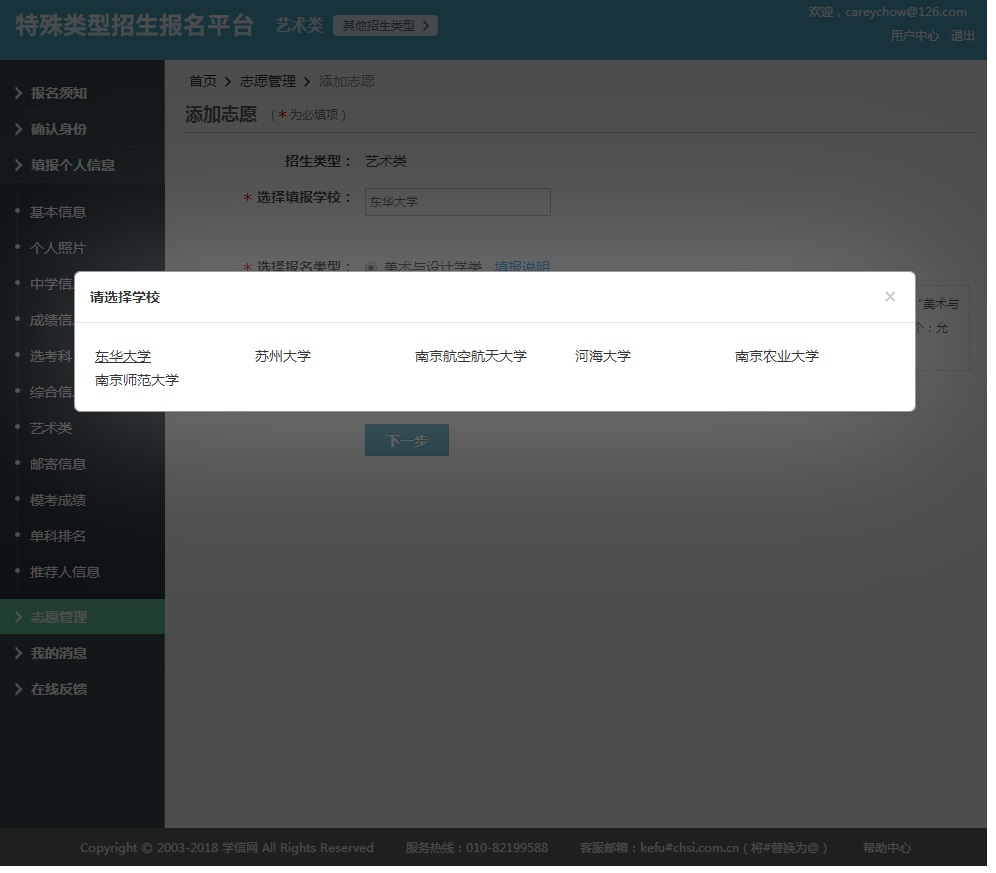 特殊类型招生报名平台 艺术类 其他招生类型
欢迎，careychow@126.com
用户中心 退出
报名须知
确认身份
填报个人信息
基本信息
个人照片
中学信
成绩信
选考科
综合信
艺术类
邮寄信息
模考成绩
单科排名
推荐人信息
志愿管理
我的消息
在线反馈
首页 > 志愿管理 > 添加志愿
添加志愿 （*为必填项）
招生类型： 艺术类
* 选择填报学校： 东华大学
* 选择报名类型： 美术与设计学类 填报说明
“美术与
个；允
请选择学校 ×
东华大学 苏州大学 南京航空航天大学 河海大学 南京农业大学
南京师范大学
下一步
Copyright © 2003-2018 学信网 All Rights Reserved 服务热线：010-82199588 客服邮箱：kefu#chsi.com.cn（将#替换为@） 帮助中心